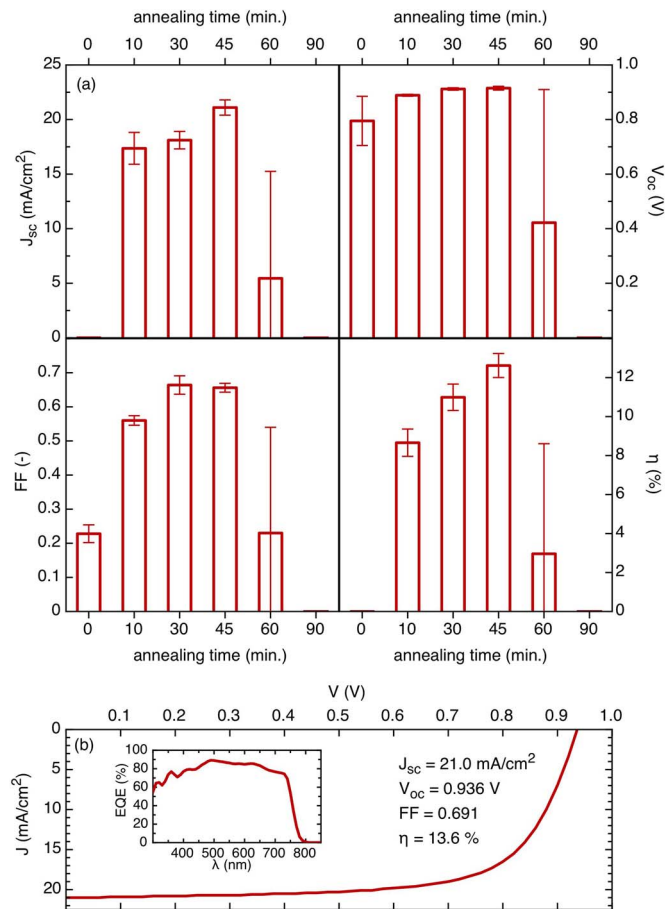 annealing time (min.) annealing time (min.)
0 10 30 45 60 90 0 10 30 45 60 90
(a)
25 1.0
20 0.8
15 0.6
10 0.4
5 0.2
0
J_sc (mA/cm²)
V_oc (V)
0.7 12
0.6 10
0.5 8
0.4 6
0.3 4
0.2 2
0.1 0
0
FF (-)
η (%)
0 10 30 45 60 90 0 10 30 45 60 90
annealing time (min.) annealing time (min.)
V (V)
0.1 0.2 0.3 0.4 0.5 0.6 0.7 0.8 0.9 1.0
(b)
0
5
10
15
20
J (mA/cm²)
100
80
60
40
20
0
EQE (%)
400 500 600 700 800
λ (nm)
J_sc = 21.0 mA/cm²
V_oc = 0.936 V
FF = 0.691
η = 13.6 %